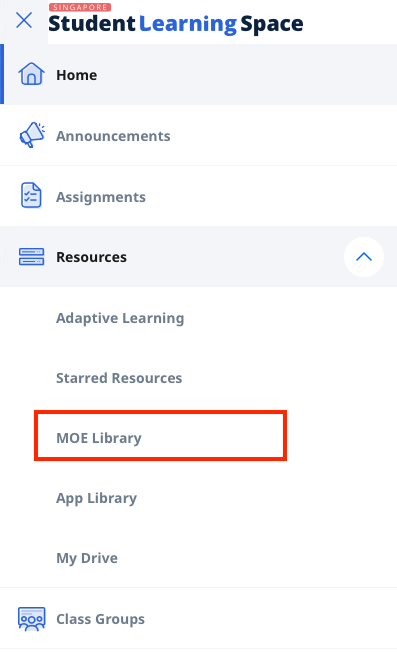 SINGAPORE
Student Learning Space
Home
Announcements
Assignments
Resources
Adaptive Learning
Starred Resources
MOE Library
App Library
My Drive
Class Groups